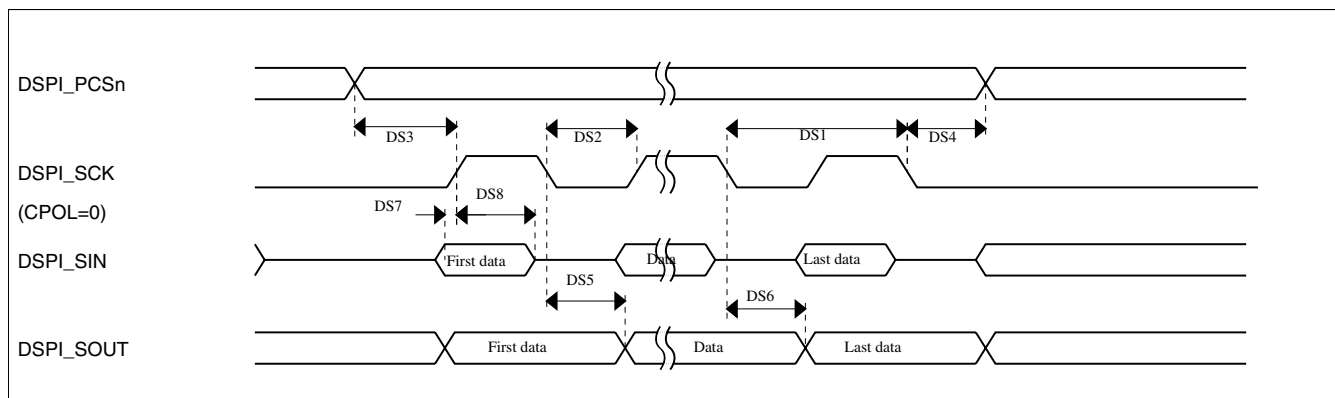 DSPI_PCSn
DS3
DS2
DS1
DS4
DSPI_SCK
(CPOL=0)
DS7
DS8
DSPI_SIN
First data
Data
Last data
DS5
DS6
DSPI_SOUT
First data
Data
Last data